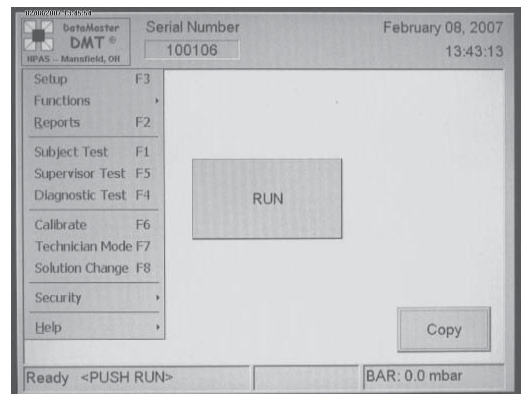 DataMaster
DMT ®
NPAS -- Mansfield, OH
Serial Number
100106
February 08, 2007
13:43:13
Setup F3
Functions
Reports F2
Subject Test F1
Supervisor Test F5
Diagnostic Test F4
Calibrate F6
Technician Mode F7
Solution Change F8
Security
Help
RUN
Copy
Ready <PUSH RUN>
BAR: 0.0 mbar